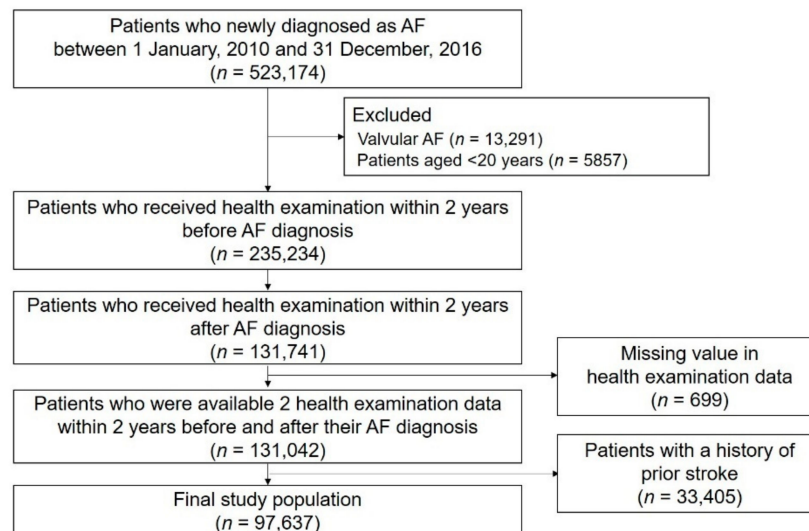 Patients who newly diagnosed as AF
between 1 January, 2010 and 31 December, 2016
(n = 523,174)
Excluded
Valvular AF (n = 13,291)
Patients aged <20 years (n = 5857)
Patients who received health examination within 2 years
before AF diagnosis
(n = 235,234)
Patients who received health examination within 2 years
after AF diagnosis
(n = 131,741)
Missing value in
health examination data
(n = 699)
Patients who were available 2 health examination data
within 2 years before and after their AF diagnosis
(n = 131,042)
Patients with a history of
prior stroke
(n = 33,405)
Final study population
(n = 97,637)